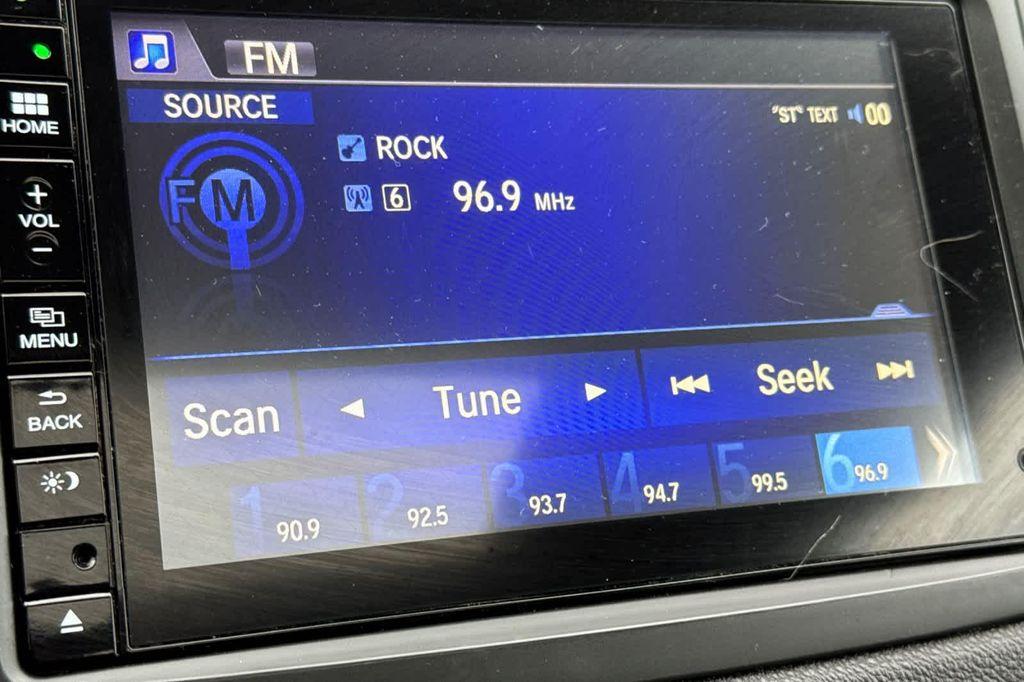 FM
SOURCE
"ST" TEXT 00
HOME
FM
ROCK
6 96.9 MHz
+
VOL
−
MENU
Scan Tune Seek
BACK
1 90.9 2 92.5 3 93.7 4 94.7 5 99.5 6 96.9